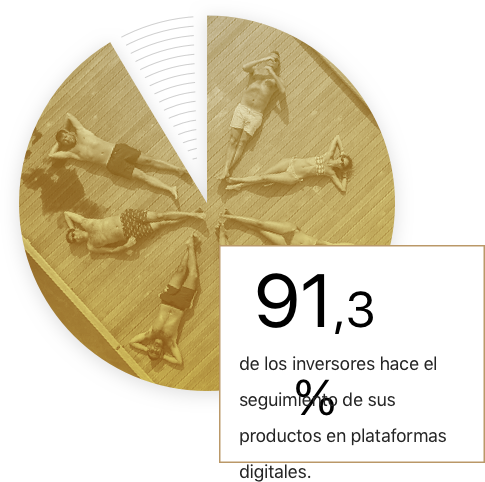 91,3
%
de los inversores hace el
seguimiento de sus
productos en plataformas
digitales.